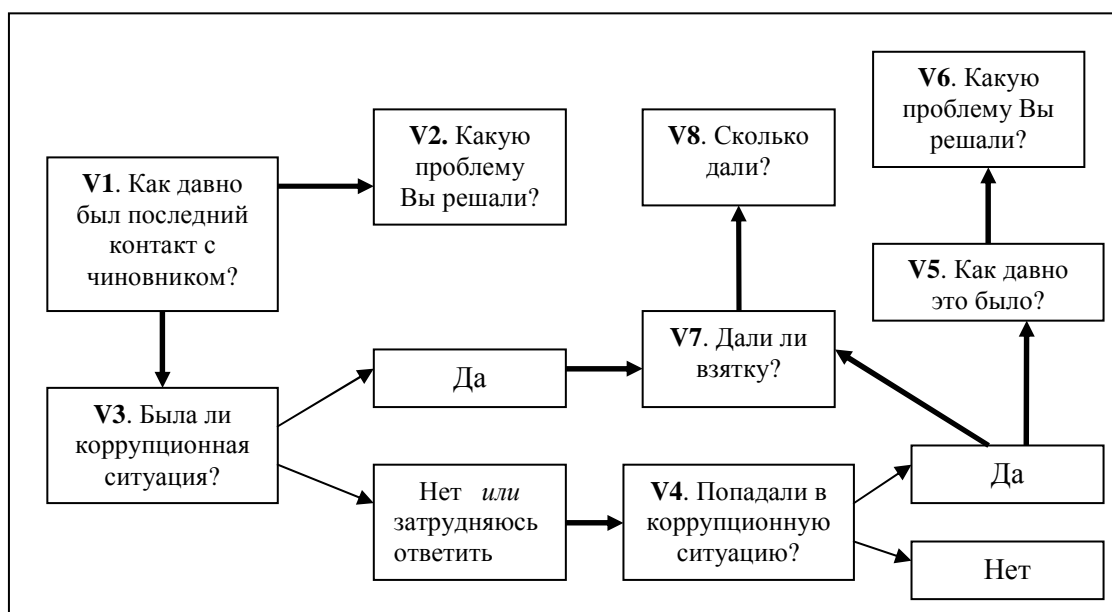 V1. Как давно
был последний
контакт с
чиновником?
V2. Какую
проблему
Вы решали?
V8. Сколько
дали?
V6. Какую
проблему Вы
решали?
V5. Как давно
это было?
V3. Была ли
коррупционная
ситуация?
Да
V7. Дали ли
взятку?
Нет или
затрудняюсь
ответить
V4. Попадали в
коррупционную
ситуацию?
Да
Нет